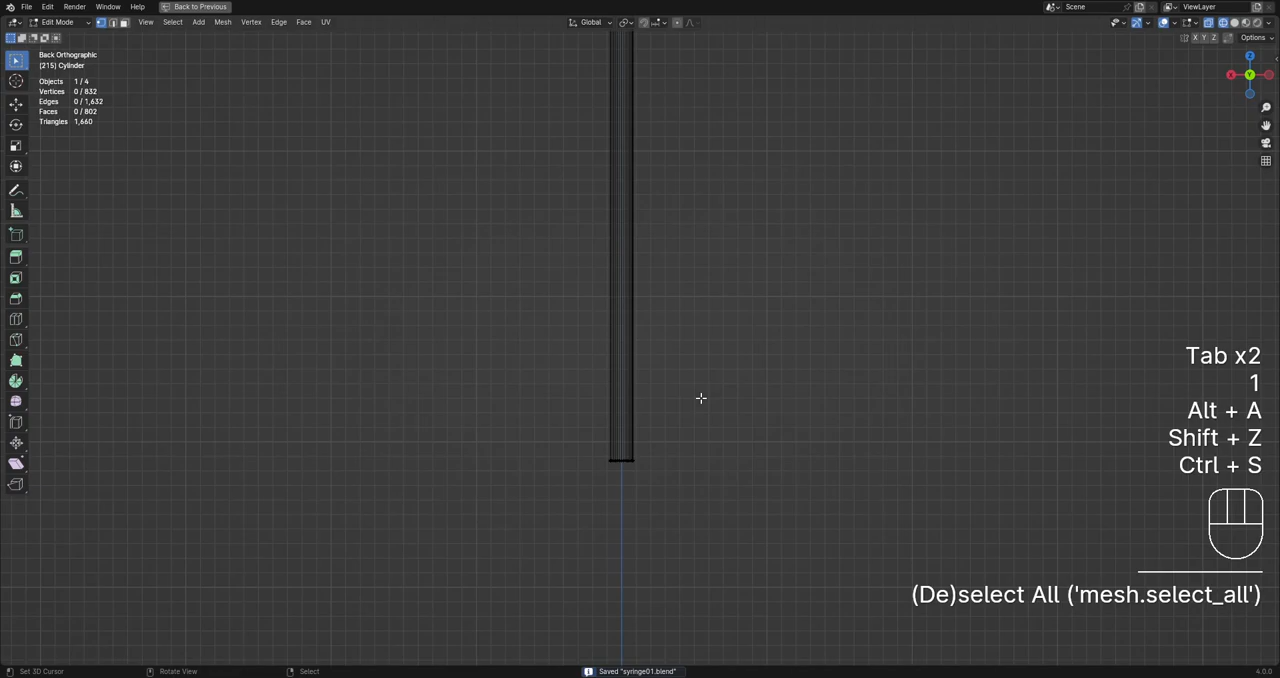 File Edit Render Window Help Back to Previous Scene ViewLayer
Edit Mode View Select Add Mesh Vertex Edge Face UV Global
X Y Z Options
Back Orthographic
(215) Cylinder
Objects 1 / 4
Vertices 0 / 832
Edges 0 / 1,632
Faces 0 / 802
Triangles 1,660
Z
X Y
Tab x2
1
Alt + A
Shift + Z
Ctrl + S
(De)select All ('mesh.select_all')
Set 3D Cursor Rotate View Select Saved "syringe01.blend" 4.0.0